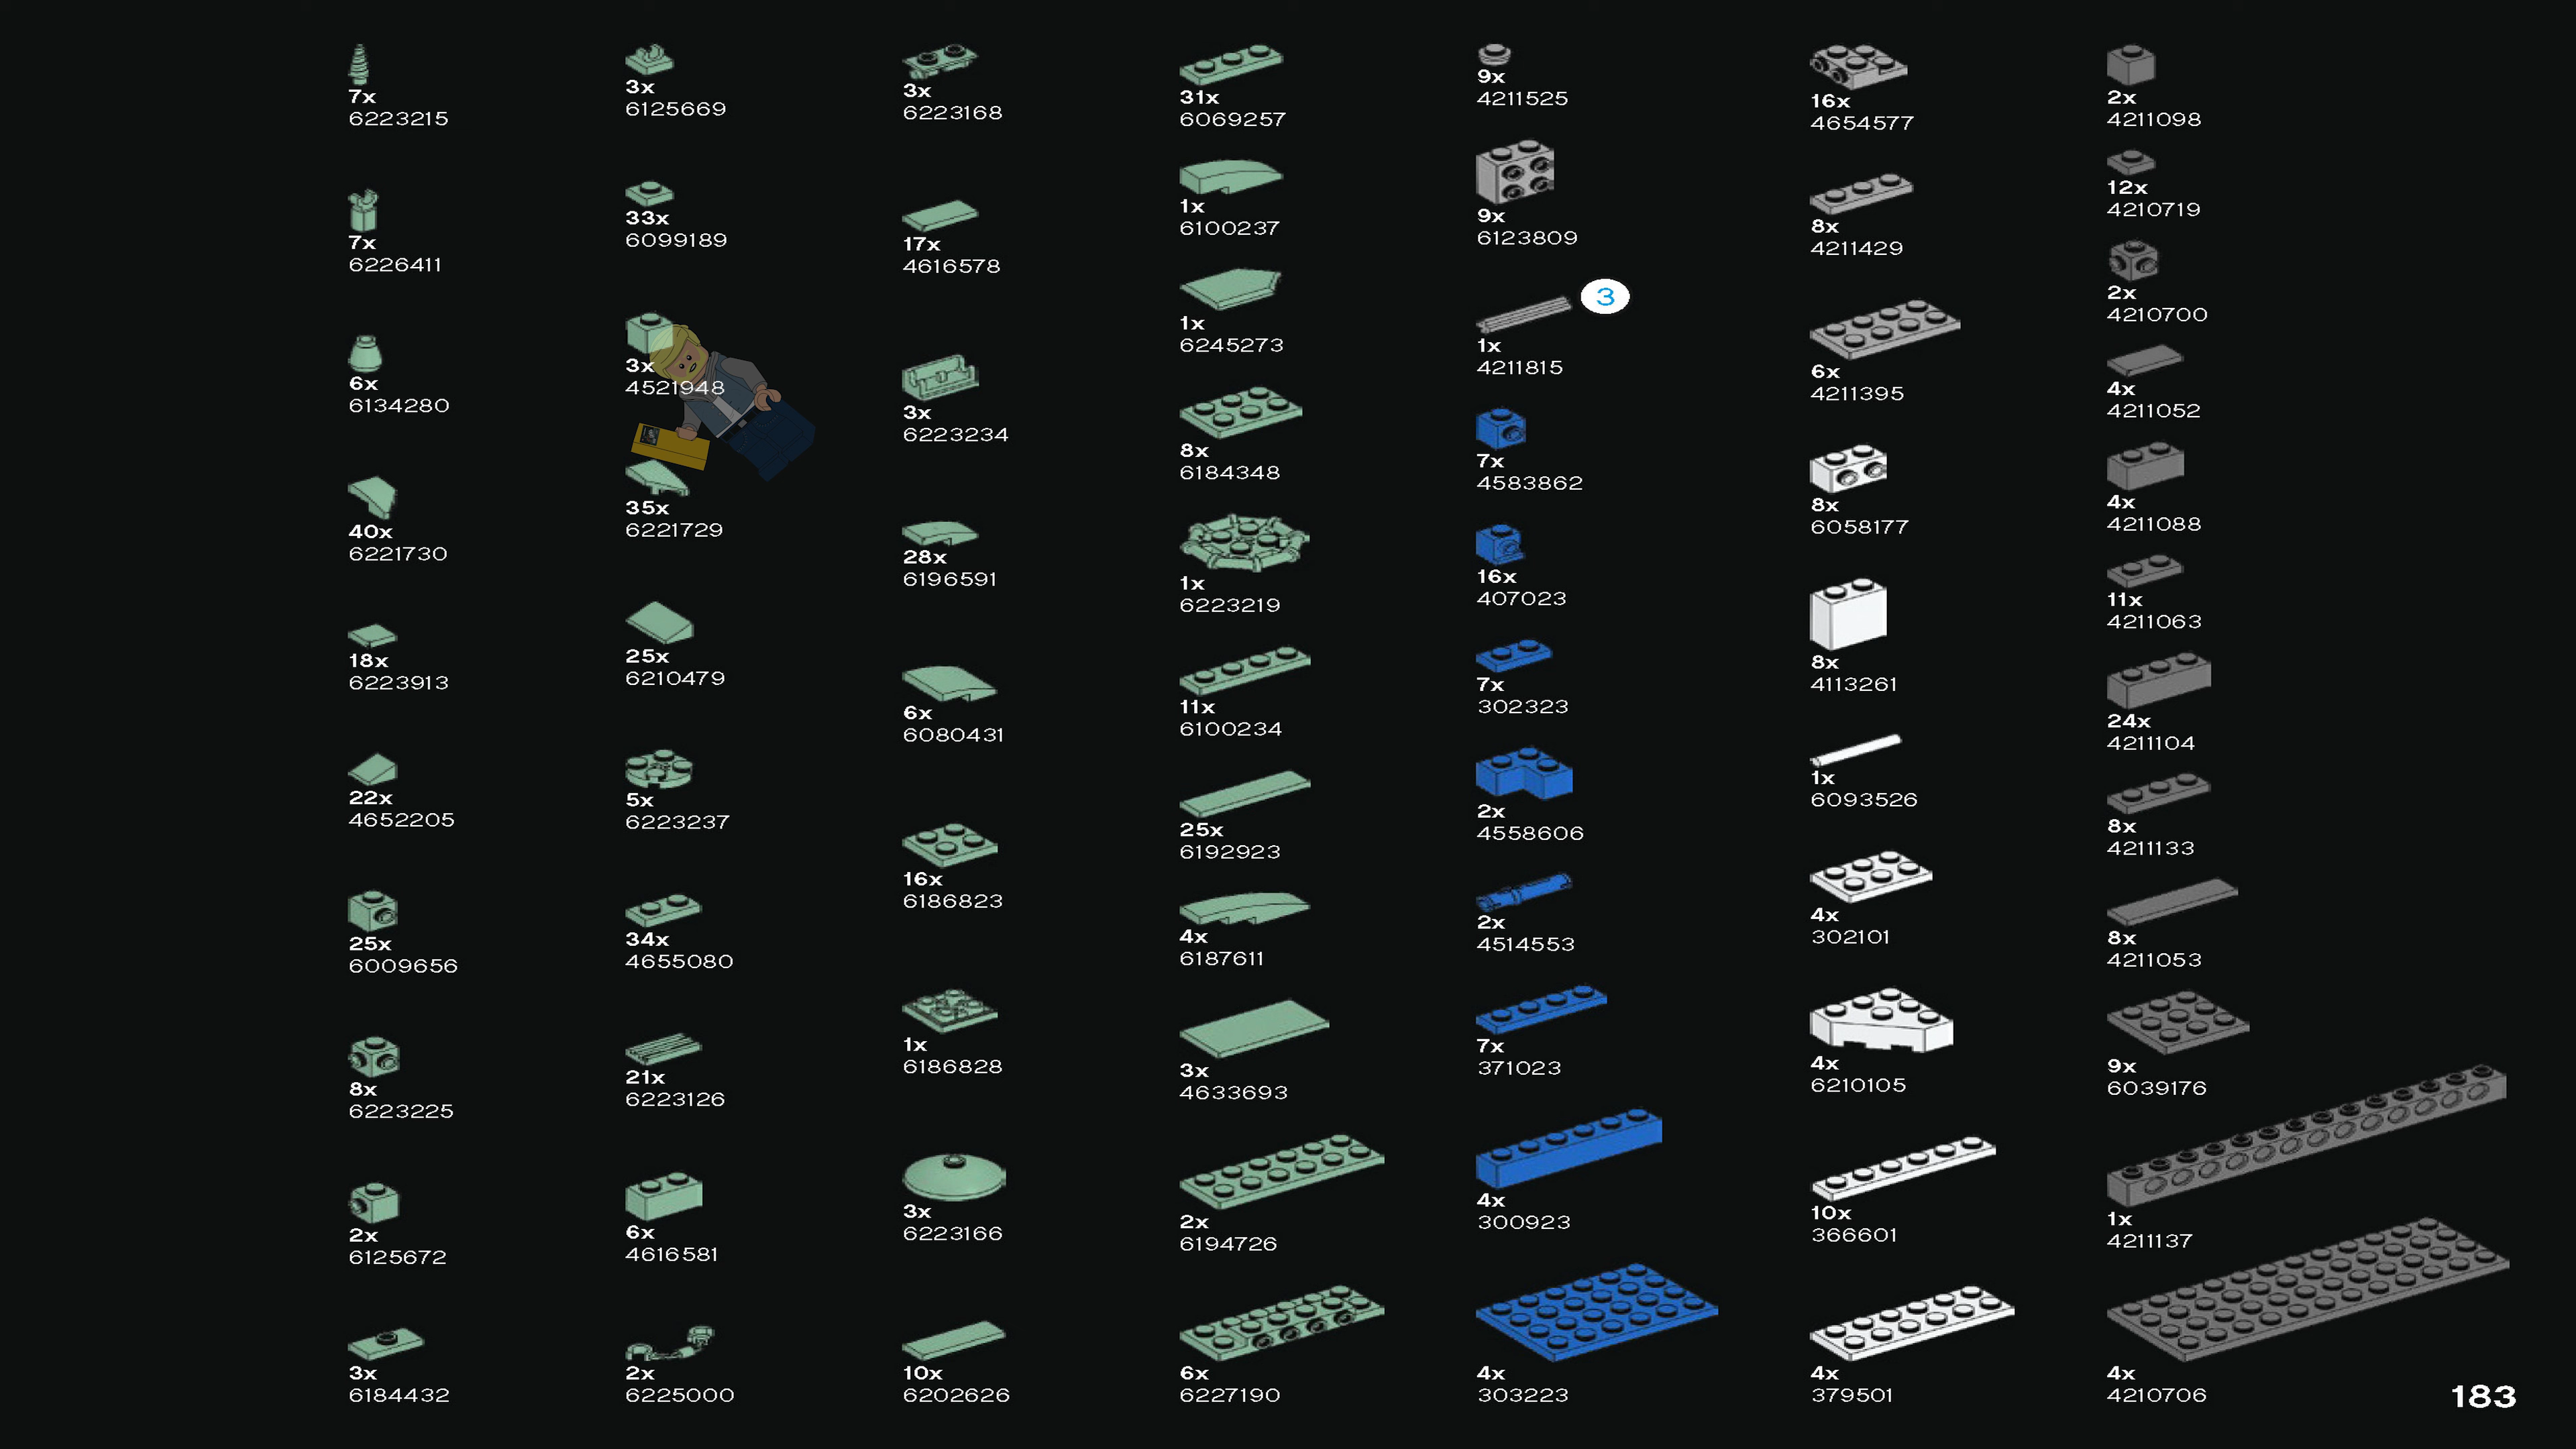 7x
6223215
7x
6226411
6x
6134280
40x
6221730
18x
6223913
22x
4652205
25x
6009656
8x
6223225
2x
6125672
3x
6184432
3x
6125669
33x
6099189
3x
4521948
35x
6221729
25x
6210479
5x
6223237
34x
4655080
21x
6223126
6x
4616581
2x
6225000
3x
6223168
17x
4616578
3x
6223234
28x
6196591
6x
6080431
16x
6186823
1x
6186828
3x
6223166
10x
6202626
31x
6069257
1x
6100237
1x
6245273
8x
6184348
1x
6223219
11x
6100234
25x
6192923
4x
6187611
3x
4633693
2x
6194726
6x
6227190
9x
4211525
9x
6123809
3
1x
4211815
7x
4583862
16x
407023
7x
302323
2x
4558606
2x
4514553
7x
371023
4x
300923
4x
303223
16x
4654577
8x
4211429
6x
4211395
8x
6058177
8x
4113261
1x
6093526
4x
302101
4x
6210105
10x
366601
4x
379501
2x
4211098
12x
4210719
2x
4210700
4x
4211052
4x
4211088
11x
4211063
24x
4211104
8x
4211133
8x
4211053
9x
6039176
1x
4211137
4x
4210706
183